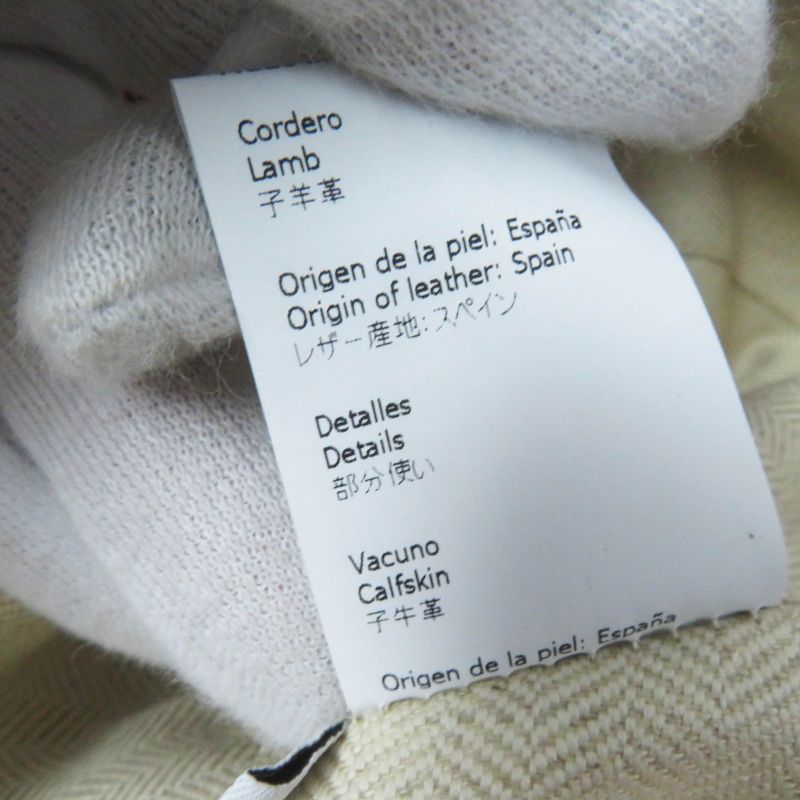 Cordero
Lamb
子羊革
Origen de la piel: España
Origin of leather: Spain
レザー産地:スペイン
Detalles
Details
部分使い
Vacuno
Calfskin
子牛革
Origen de la piel: España